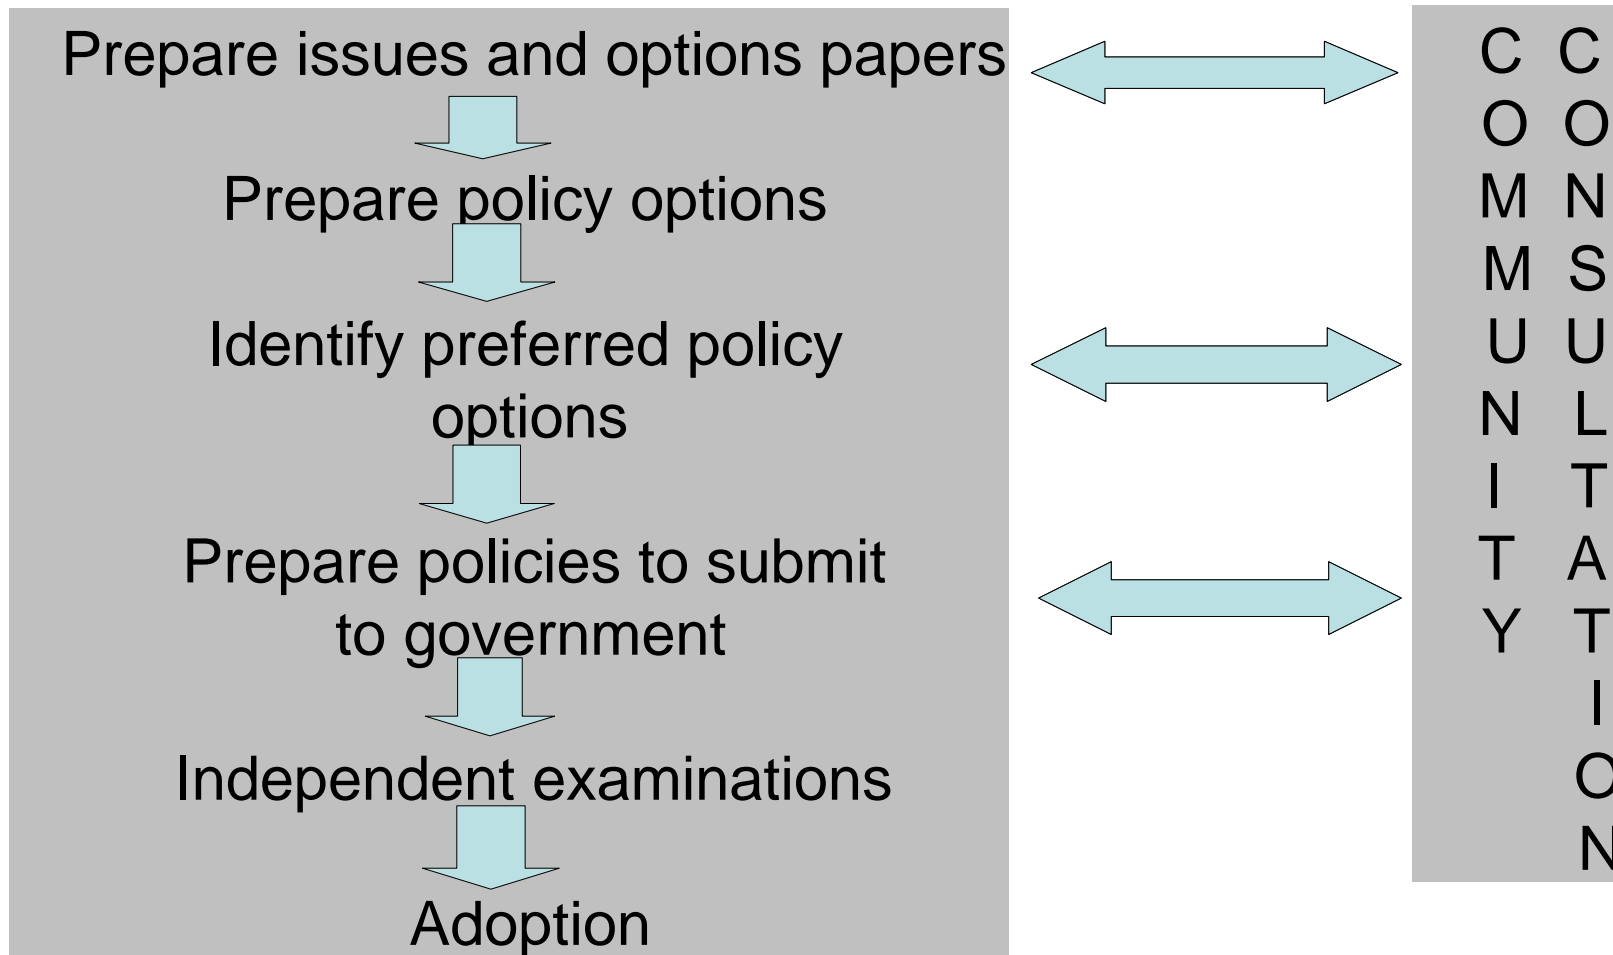 Prepare issues and options papers
Prepare policy options
Identify preferred policy
options
Prepare policies to submit
to government
Independent examinations
Adoption
C C
O O
M N
M S
U U
N L
I T
T A
Y T
I
O
N